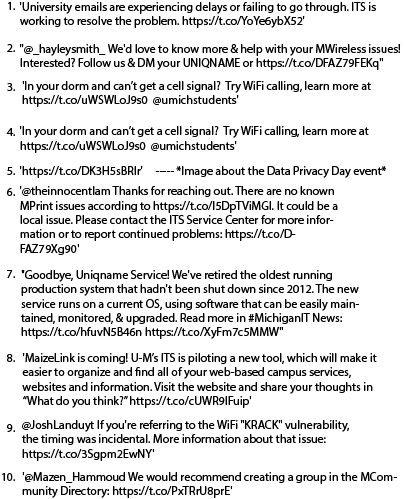 1. 'University emails are experiencing delays or failing to go through. ITS is
working to resolve the problem. https://t.co/YoYe6ybX52'
2. "@_hayleysmith_ We'd love to know more & help with your MWireless issues!
Interested? Follow us & DM your UNIQNAME or https://t.co/DFAZ79FEKq"
3. 'In your dorm and can’t get a cell signal?  Try WiFi calling, learn more at
https://t.co/uWSWLoJ9s0  @umichstudents'
4. 'In your dorm and can’t get a cell signal?  Try WiFi calling, learn more at
https://t.co/uWSWLoJ9s0  @umichstudents'
5. 'https://t.co/DK3H5sBRlr'    ----- *Image about the Data Privacy Day event*
6. '@theinnocentlam Thanks for reaching out. There are no known
MPrint issues according to https://t.co/I5DpTViMGl. It could be a
local issue. Please contact the ITS Service Center for more infor-
mation or to report continued problems: https://t.co/D-
FAZ79Xg90'
7. "Goodbye, Uniqname Service! We've retired the oldest running
production system that hadn't been shut down since 2012. The new
service runs on a current OS, using software that can be easily main-
tained, monitored, & upgraded. Read more in #MichiganIT News:
https://t.co/hfuvN5B46n https://t.co/XyFm7c5MMW"
8. 'MaizeLink is coming! U-M’s ITS is piloting a new tool, which will make it
easier to organize and find all of your web-based campus services,
websites and information. Visit the website and share your thoughts in
“What do you think?” https://t.co/cUWR9lFuip'
9. @JoshLanduyt If you're referring to the WiFi "KRACK" vulnerability,
the timing was incidental. More information about that issue:
https://t.co/3Sgpm2EwNY'
10. '@Mazen_Hammoud We would recommend creating a group in the MCom-
munity Directory: https://t.co/PxTRrU8prE'